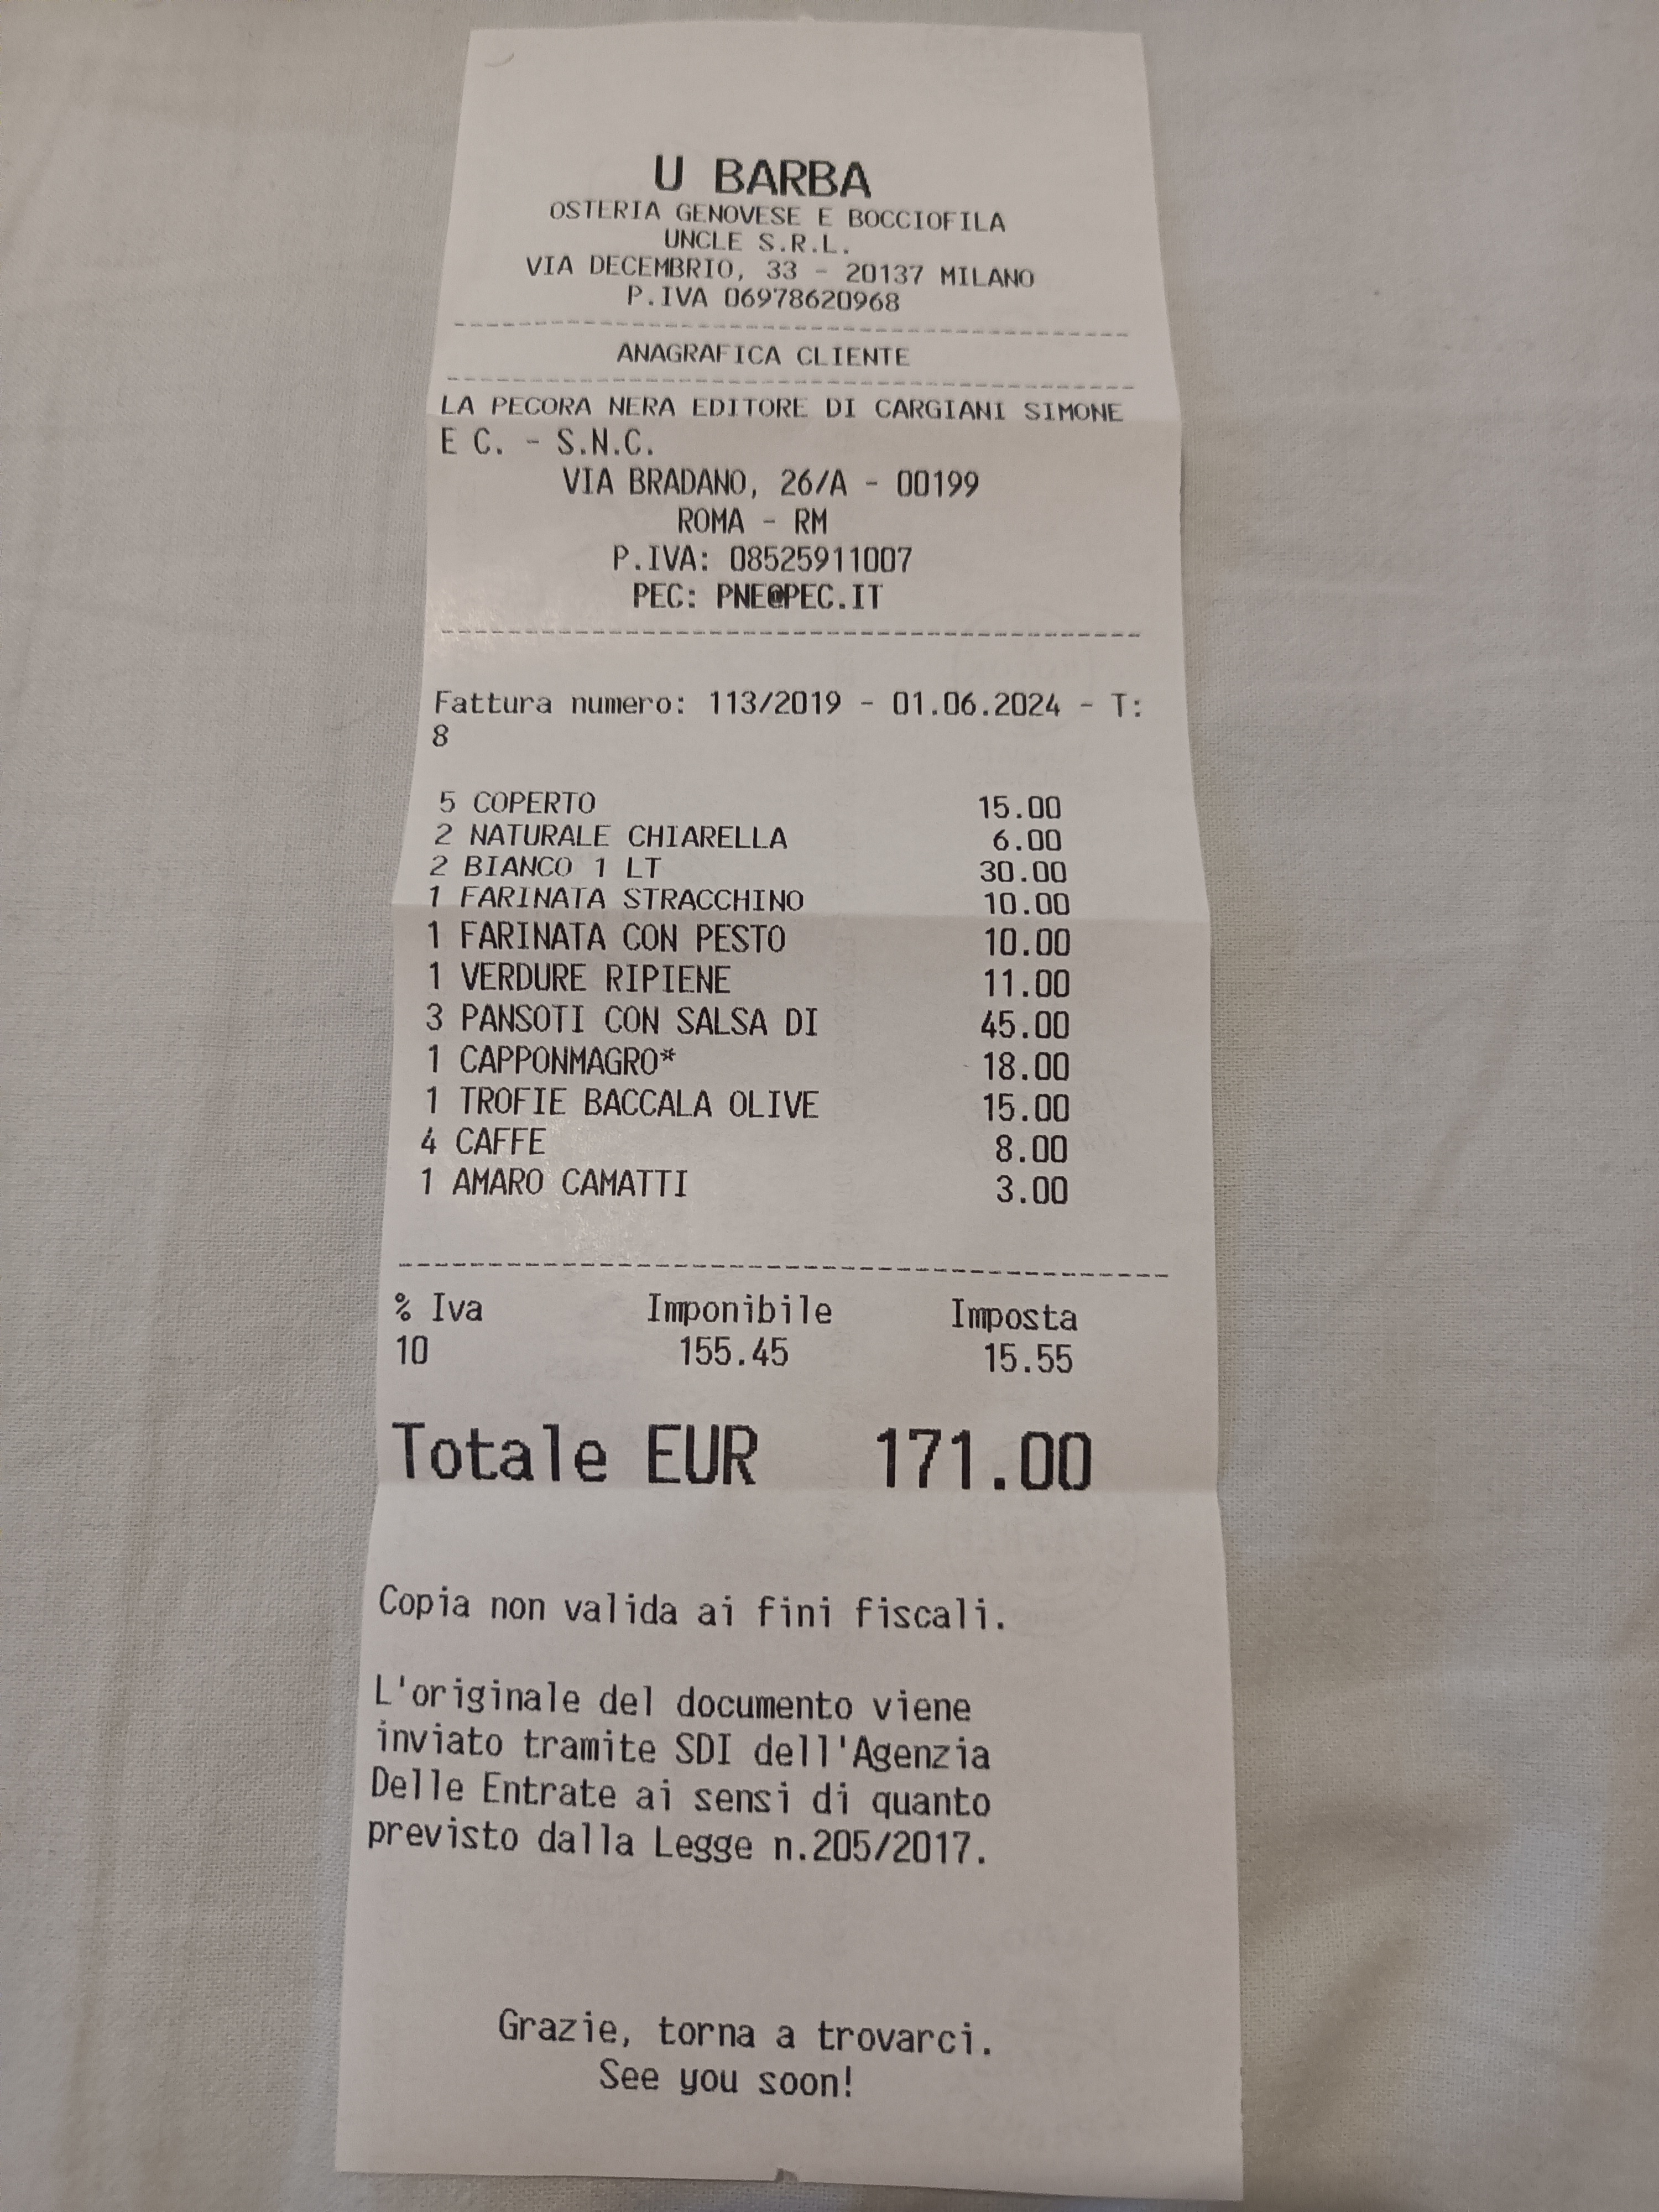 U BARBA
OSTERIA GENOVESE E BOCCIOFILA
UNCLE S.R.L.
VIA DECEMBRIO, 33 - 20137 MILANO
P.IVA 06978620968
ANAGRAFICA CLIENTE
LA PECORA NERA EDITORE DI CARGIANI SIMONE
E C. - S.N.C.
VIA BRADANO, 26/A - 00199
ROMA - RM
P.IVA: 08525911007
PEC: PNE@PEC.IT
Fattura numero: 113/2019 - 01.06.2024 - T:
8
5 COPERTO 15.00
2 NATURALE CHIARELLA 6.00
2 BIANCO 1 LT 30.00
1 FARINATA STRACCHINO 10.00
1 FARINATA CON PESTO 10.00
1 VERDURE RIPIENE 11.00
3 PANSOTI CON SALSA DI 45.00
1 CAPPONMAGRO* 18.00
1 TROFIE BACCALA OLIVE 15.00
4 CAFFE 8.00
1 AMARO CAMATTI 3.00
% Iva Imponibile Imposta
10 155.45 15.55
Totale EUR 171.00
Copia non valida ai fini fiscali.
L'originale del documento viene
inviato tramite SDI dell'Agenzia
Delle Entrate ai sensi di quanto
previsto dalla Legge n.205/2017.
Grazie, torna a trovarci.
See you soon!